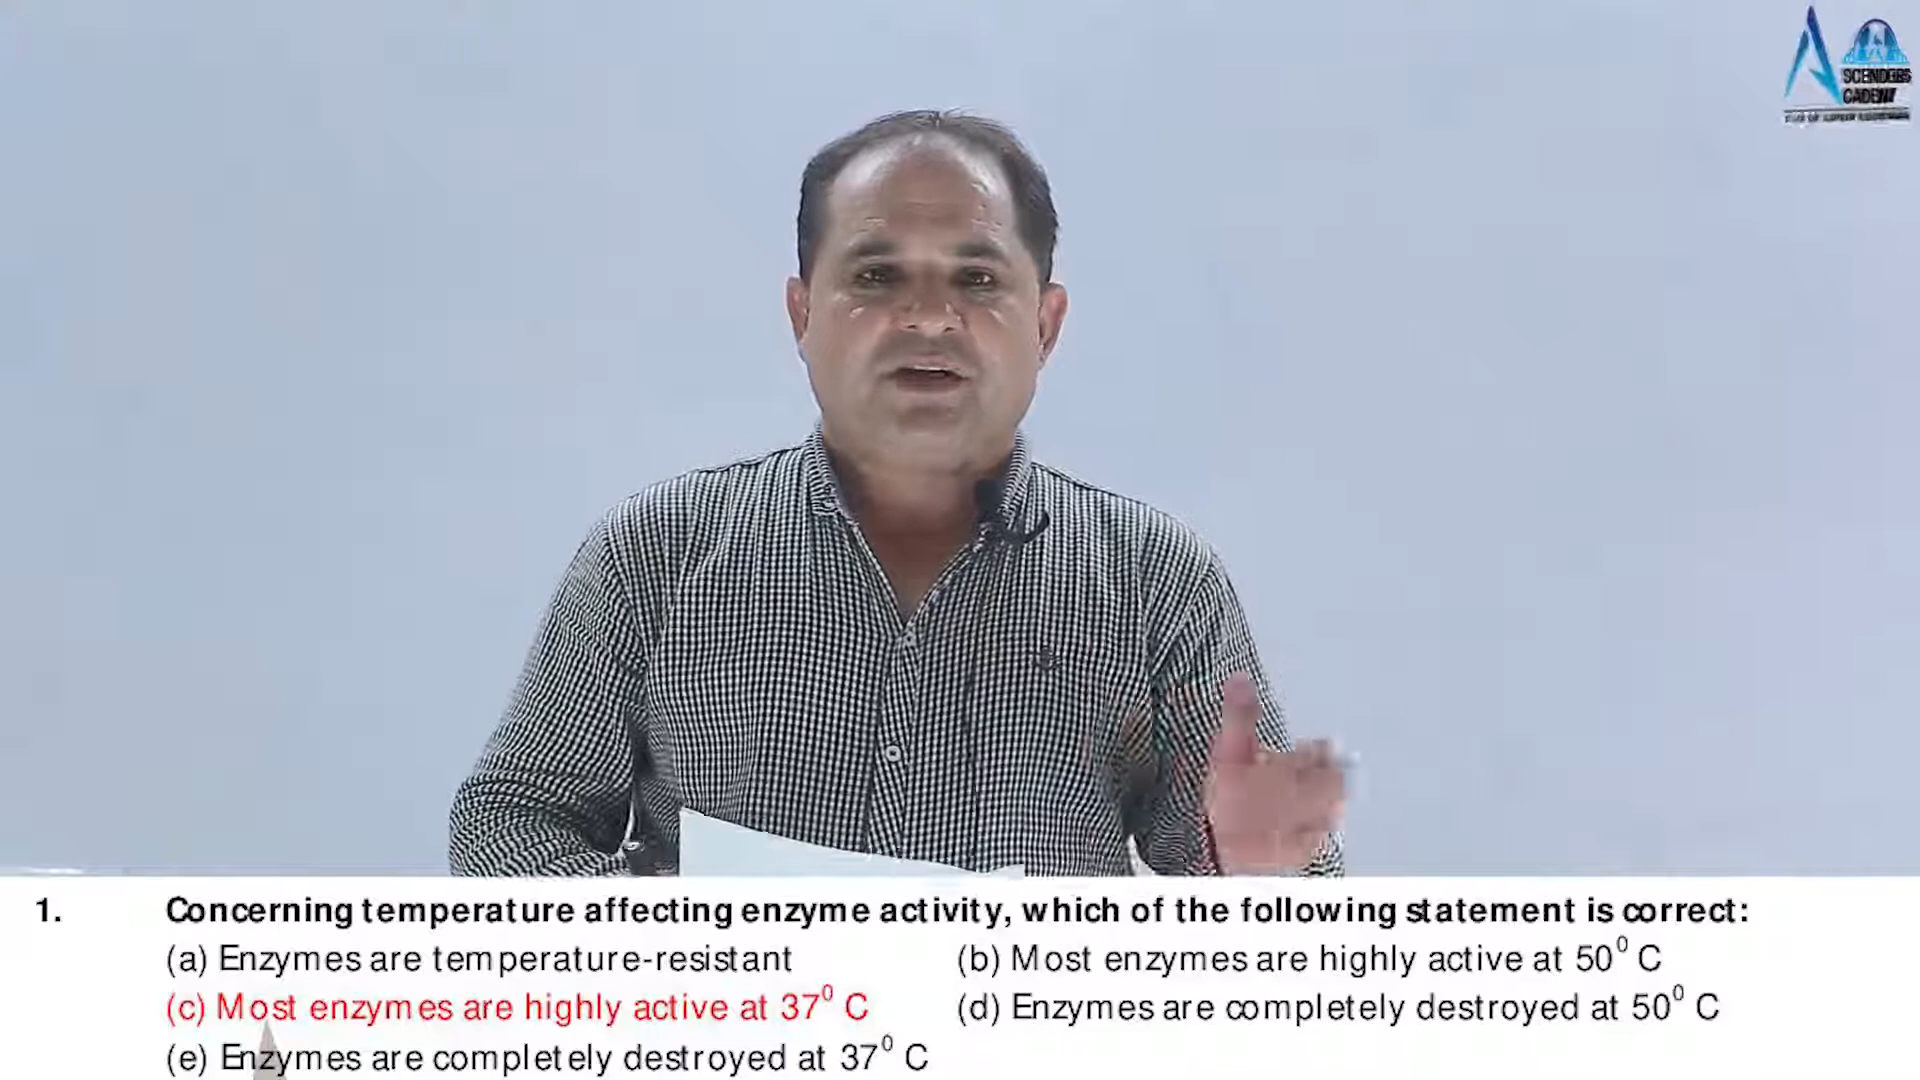 SCENDERS
CADEM
1. Concerning temperature affecting enzyme activity, which of the following statement is correct:
(a) Enzymes are temperature-resistant (b) Most enzymes are highly active at 50⁰ C
(c) Most enzymes are highly active at 37⁰ C (d) Enzymes are completely destroyed at 50⁰ C
(e) Enzymes are completely destroyed at 37⁰ C